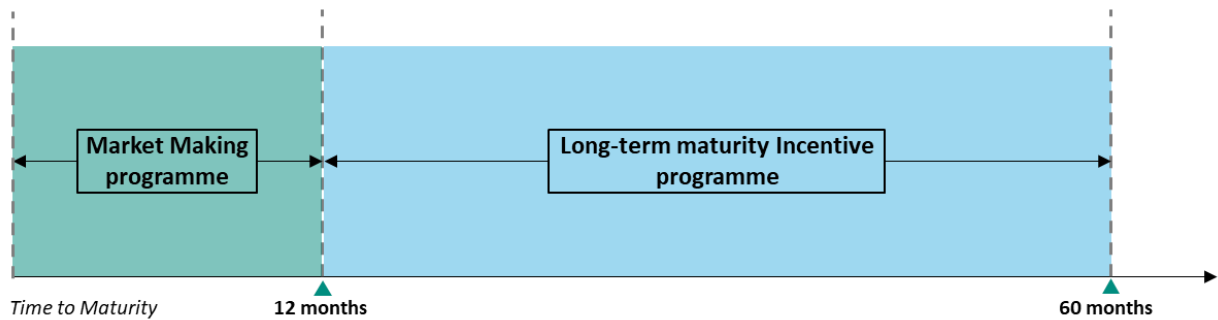 Market Making
programme
Long-term maturity Incentive
programme
Time to Maturity
12 months
60 months